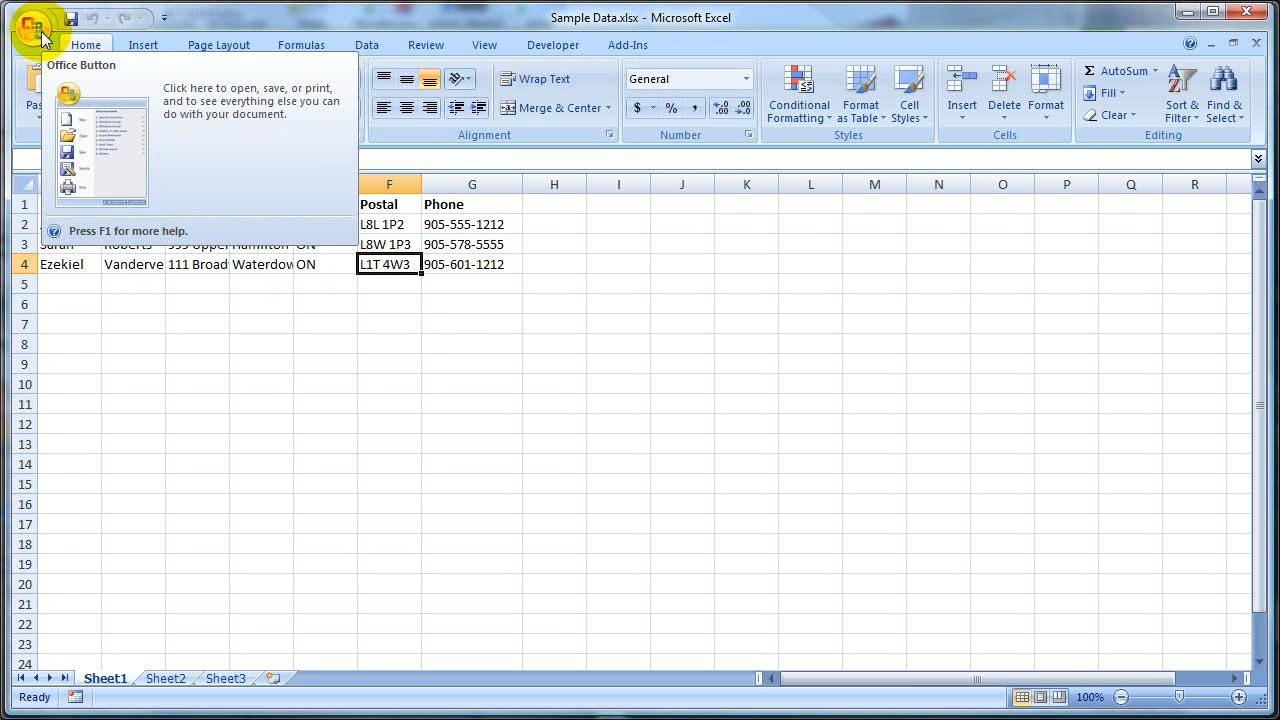 Sample Data.xlsx - Microsoft Excel
Home Insert Page Layout Formulas Data Review View Developer Add-Ins
Office Button
Click here to open, save, or print,
and to see everything else you can
do with your document.
Press F1 for more help.
Wrap Text
Merge & Center
Alignment
General
$ % ,
Number
Conditional Formatting
Format as Table
Cell Styles
Styles
Insert Delete Format
Cells
Σ AutoSum
Fill
Clear
Sort & Filter
Find & Select
Editing
F G H I J K L M N O P Q R
1 Postal Phone
2 L8L 1P2 905-555-1212
3 L8W 1P3 905-578-5555
4 Ezekiel Vanderve 111 Broad Waterdow ON L1T 4W3 905-601-1212
5
6
7
8
9
10
11
12
13
14
15
16
17
18
19
20
21
22
23
24
Sheet1 Sheet2 Sheet3
Ready 100%